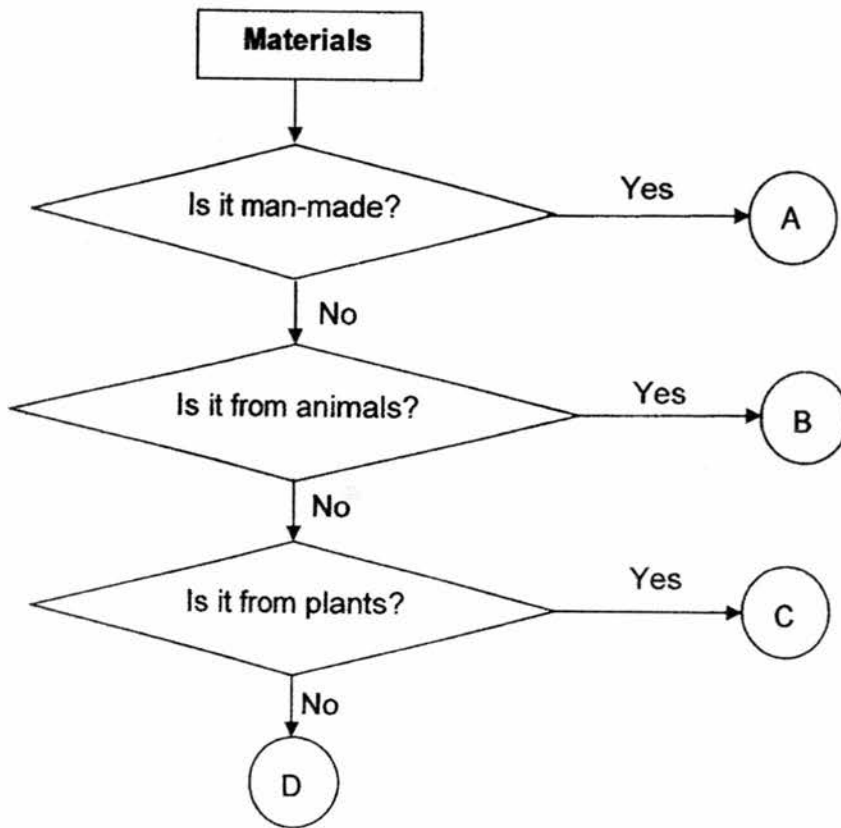 Materials
Is it man-made?
Yes
A
No
Is it from animals?
Yes
B
No
Is it from plants?
Yes
C
No
D